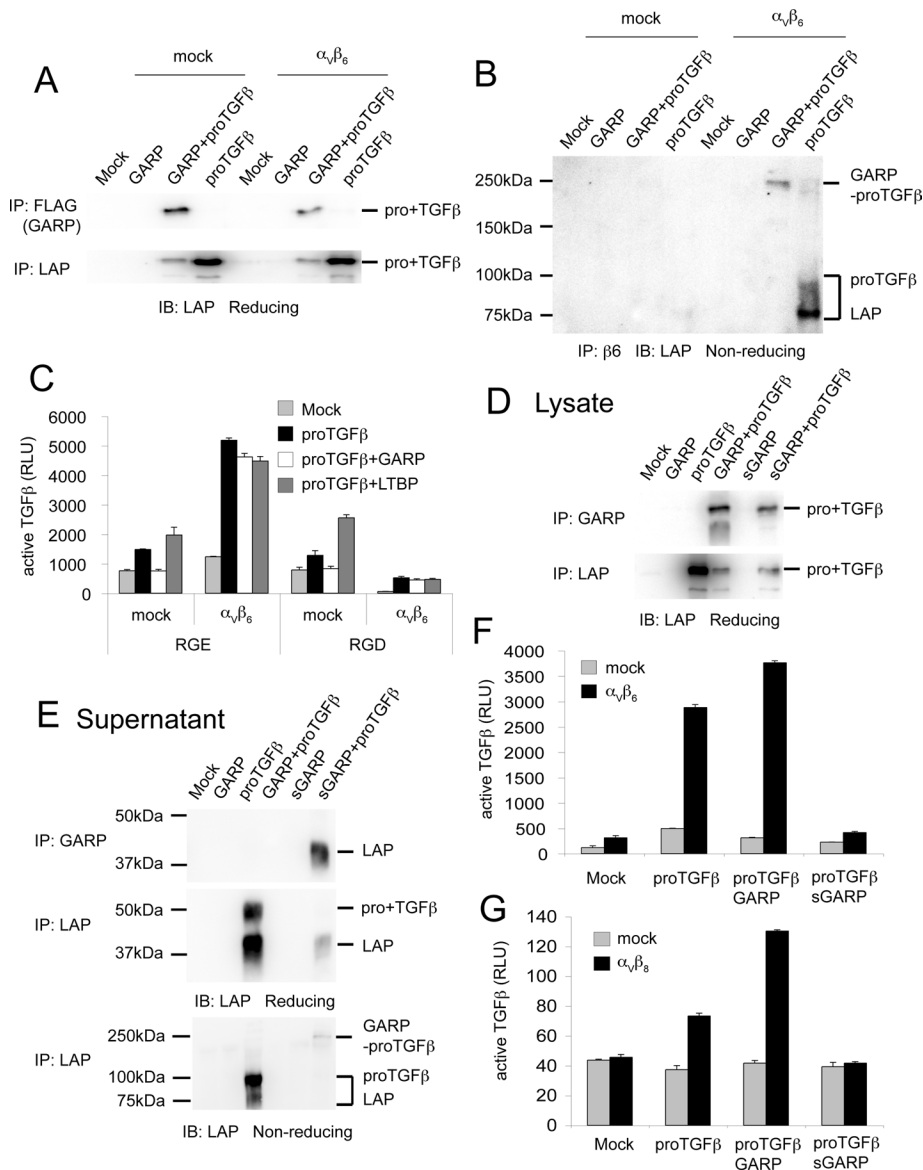 A
mock
αvβ6
Mock
GARP
GARP+proTGFβ
proTGFβ
Mock
GARP
GARP+proTGFβ
proTGFβ
IP: FLAG
(GARP)
pro+TGFβ
IP: LAP
pro+TGFβ
IB: LAP Reducing
B
mock
αvβ6
Mock
GARP
GARP+proTGFβ
proTGFβ
Mock
GARP
GARP+proTGFβ
proTGFβ
250kDa
150kDa
100kDa
75kDa
GARP
-proTGFβ
proTGFβ
LAP
IP: β6 IB: LAP Non-reducing
C
active TGFβ (RLU)
6000
5000
4000
3000
2000
1000
0
Mock
proTGFβ
proTGFβ+GARP
proTGFβ+LTBP
mock
αvβ6
mock
αvβ6
RGE
RGD
D Lysate
Mock
GARP
proTGFβ
GARP+proTGFβ
sGARP
sGARP+proTGFβ
IP: GARP
pro+TGFβ
IP: LAP
pro+TGFβ
IB: LAP Reducing
E Supernatant
Mock
GARP
proTGFβ
GARP+proTGFβ
sGARP
sGARP+proTGFβ
IP: GARP
50kDa
37kDa
LAP
IP: LAP
50kDa
37kDa
pro+TGFβ
LAP
IB: LAP Reducing
IP: LAP
250kDa
100kDa
75kDa
GARP
-proTGFβ
proTGFβ
LAP
IB: LAP Non-reducing
F
active TGFβ (RLU)
4000
3500
3000
2500
2000
1500
1000
500
0
mock
αvβ6
Mock
proTGFβ
proTGFβ
GARP
proTGFβ
sGARP
G
active TGFβ (RLU)
140
120
100
80
60
40
20
0
mock
αvβ8
Mock
proTGFβ
proTGFβ
GARP
proTGFβ
sGARP